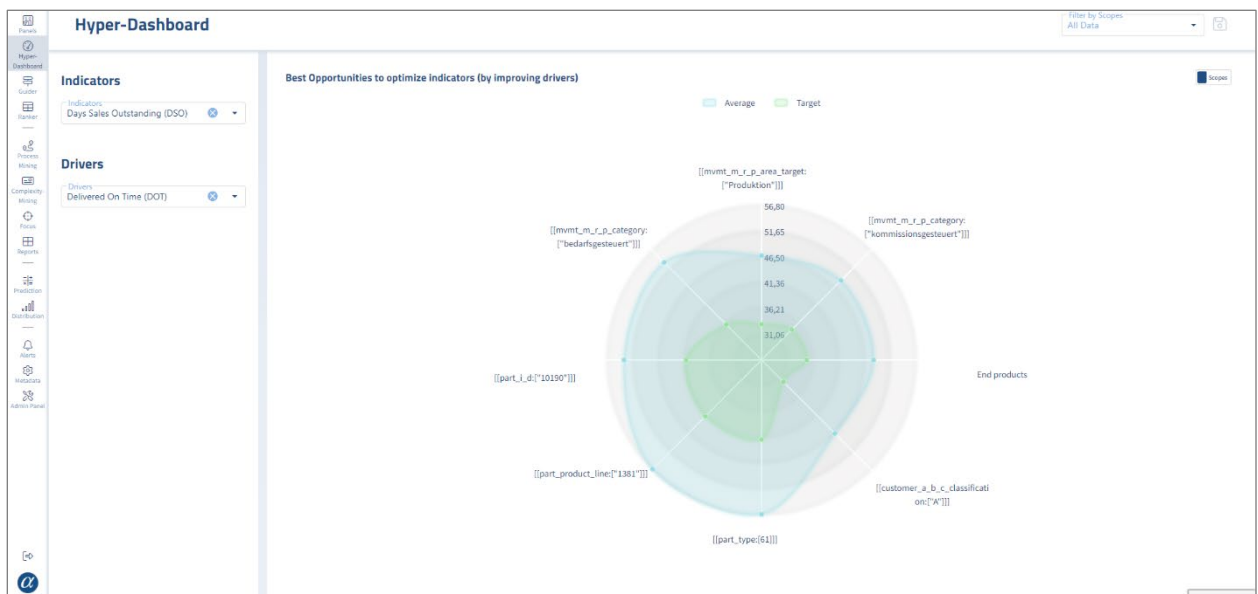 Hyper-Dashboard
Filter by Scopes
All Data
Panels
Hyper-
Dashboard
Guider
Ranker
Process
Mining
Complexity
Mining
Focus
Reports
Prediction
Distribution
Alerts
Metadata
Admin Panel
α
Indicators
Indicators
Days Sales Outstanding (DSO)
Drivers
Drivers
Delivered On Time (DOT)
Best Opportunities to optimize indicators (by improving drivers)
Scopes
Average
Target
[[mvmt_m_r_p_area_target:
["Produktion"]]]
[[mvmt_m_r_p_category:
["kommissionsgesteuert"]]]
[[mvmt_m_r_p_category:
["bedarfsgesteuert"]]]
56,80
51,65
46,50
41,36
36,21
31,06
End products
[[part_i_d:["10190"]]]
[[part_product_line:["1381"]]]
[[customer_a_b_c_classificati
on:["A"]]]
[[part_type:[61]]]